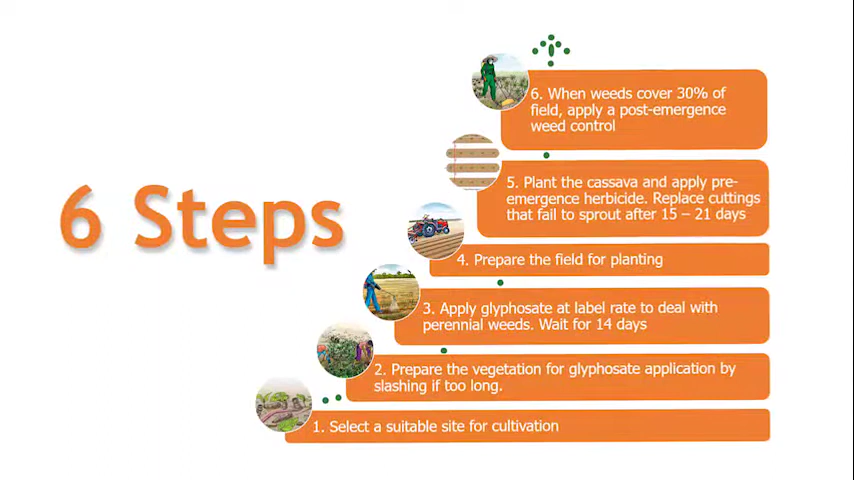 6 Steps
6. When weeds cover 30% of
field, apply a post-emergence
weed control
5. Plant the cassava and apply pre-
emergence herbicide. Replace cuttings
that fail to sprout after 15 – 21 days
4. Prepare the field for planting
3. Apply glyphosate at label rate to deal with
perennial weeds. Wait for 14 days
2. Prepare the vegetation for glyphosate application by
slashing if too long.
1. Select a suitable site for cultivation